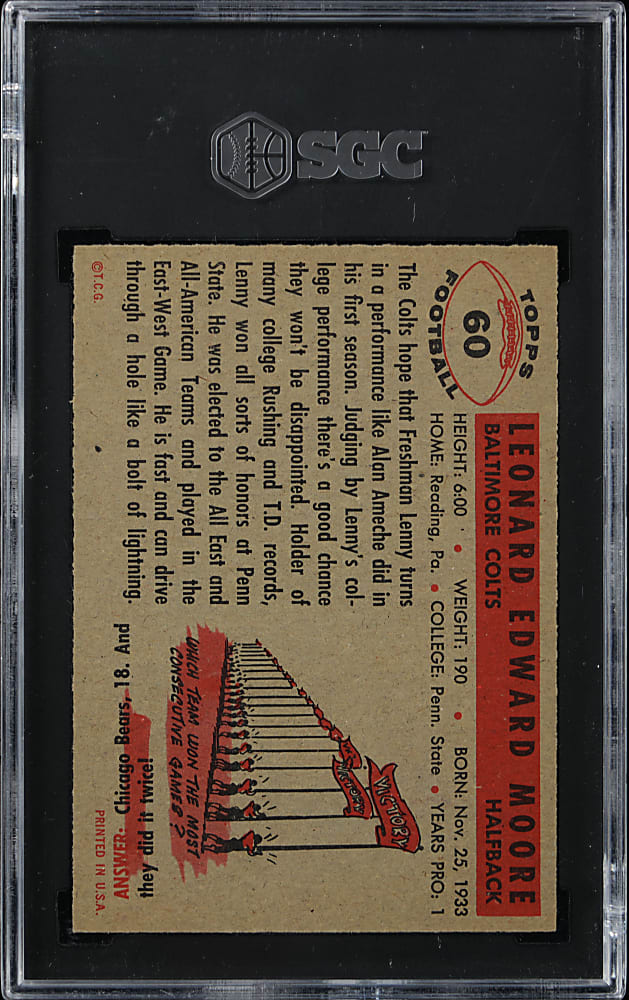 SGC
TOPPS
60
FOOTBALL
LEONARD EDWARD MOORE
BALTIMORE COLTS HALFBACK
HEIGHT: 6:00 • WEIGHT: 190 • BORN: Nov. 25, 1933
HOME: Reading, Pa. • COLLEGE: Penn. State • YEARS PRO: 1
The Colts hope that Freshman Lenny turns
in a performance like Alan Ameche did in
his first season. Judging by Lenny's col-
lege performance there's a good chance
they won't be disappointed. Holder of
many college Rushing and T.D. records,
Lenny won all sorts of honors at Penn
State. He was elected to the All East and
All-American Teams and played in the
East-West Game. He is fast and can drive
through a hole like a bolt of lightning.
VICTORY
VICTORY
WHICH TEAM WON THE MOST
CONSECUTIVE GAMES?
ANSWER: Chicago Bears, 18. And
they did it twice!
©T.C.G.
PRINTED IN U.S.A.